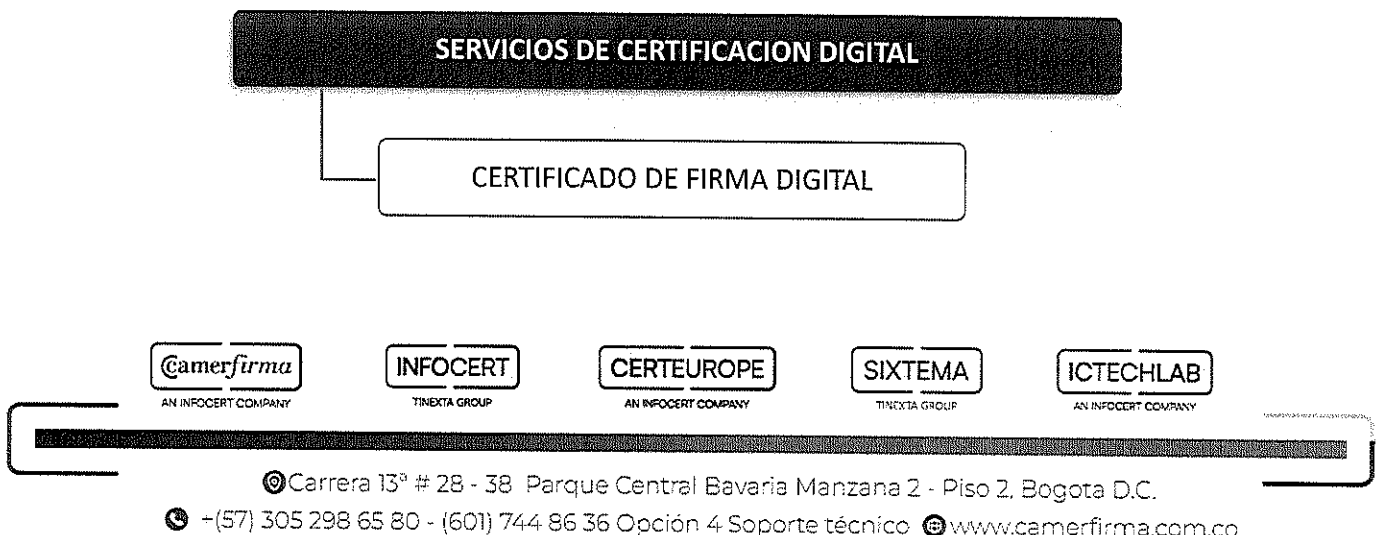 SERVICIOS DE CERTIFICACION DIGITAL
CERTIFICADO DE FIRMA DIGITAL
Camerfirma INFOCERT CERTEUROPE SIXTEMA ICTECHLAB
AN INFOCERT COMPANY TINEXTA GROUP AN INFOCERT COMPANY TINEXTA GROUP AN INFOCERT COMPANY
Carrera 13ª # 28 - 38 Parque Central Bavaria Manzana 2 - Piso 2, Bogota D.C.
+(57) 305 298 65 80 - (601) 744 86 36 Opción 4 Soporte técnico www.camerfirma.com.co